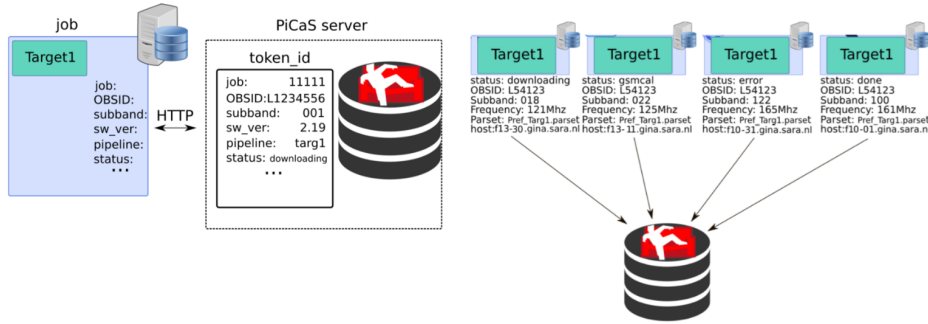 job
Target1
job:
OBSID:
subband:
sw_ver:
pipeline:
status:
...
HTTP
PiCaS server
token_id
job: 11111
OBSID:L1234556
subband: 001
sw_ver: 2.19
pipeline: targ1
status: downloading
...
Target1
status: downloading
OBSID: L54123
Subband: 018
Frequency: 121Mhz
Parset: Pref_Targ1.parset
host:f13-30.gina.sara.nl
Target1
status: gsmcal
OBSID: L54123
Subband: 022
Frequency: 125Mhz
Parset: Pref_Targ1.parset
host:f13-11.gina.sara.nl
Target1
status: error
OBSID: L54123
Subband: 122
Frequency: 165Mhz
Parset: Pref_Targ1.parset
host:f10-31.gina.sara.nl
Target1
status: done
OBSID: L54123
Subband: 100
Frequency: 161Mhz
Parset: Pref_Targ1.parset
host:f10-01.gina.sara.nl